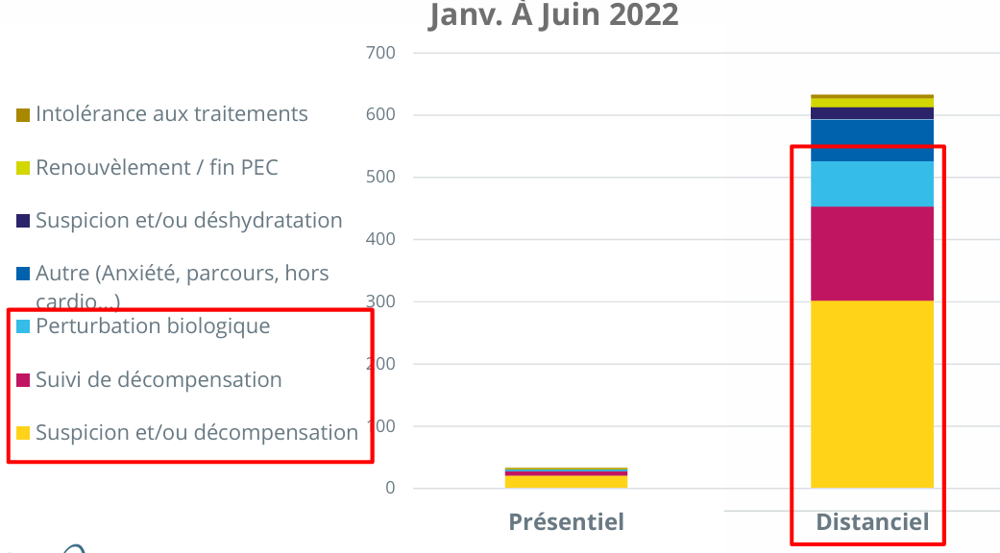 Janv. À Juin 2022
700
600
500
400
300
200
100
0
Intolérance aux traitements
Renouvèlement / fin PEC
Suspicion et/ou déshydratation
Autre (Anxiété, parcours, hors
cardio...)
Perturbation biologique
Suivi de décompensation
Suspicion et/ou décompensation
Présentiel
Distanciel